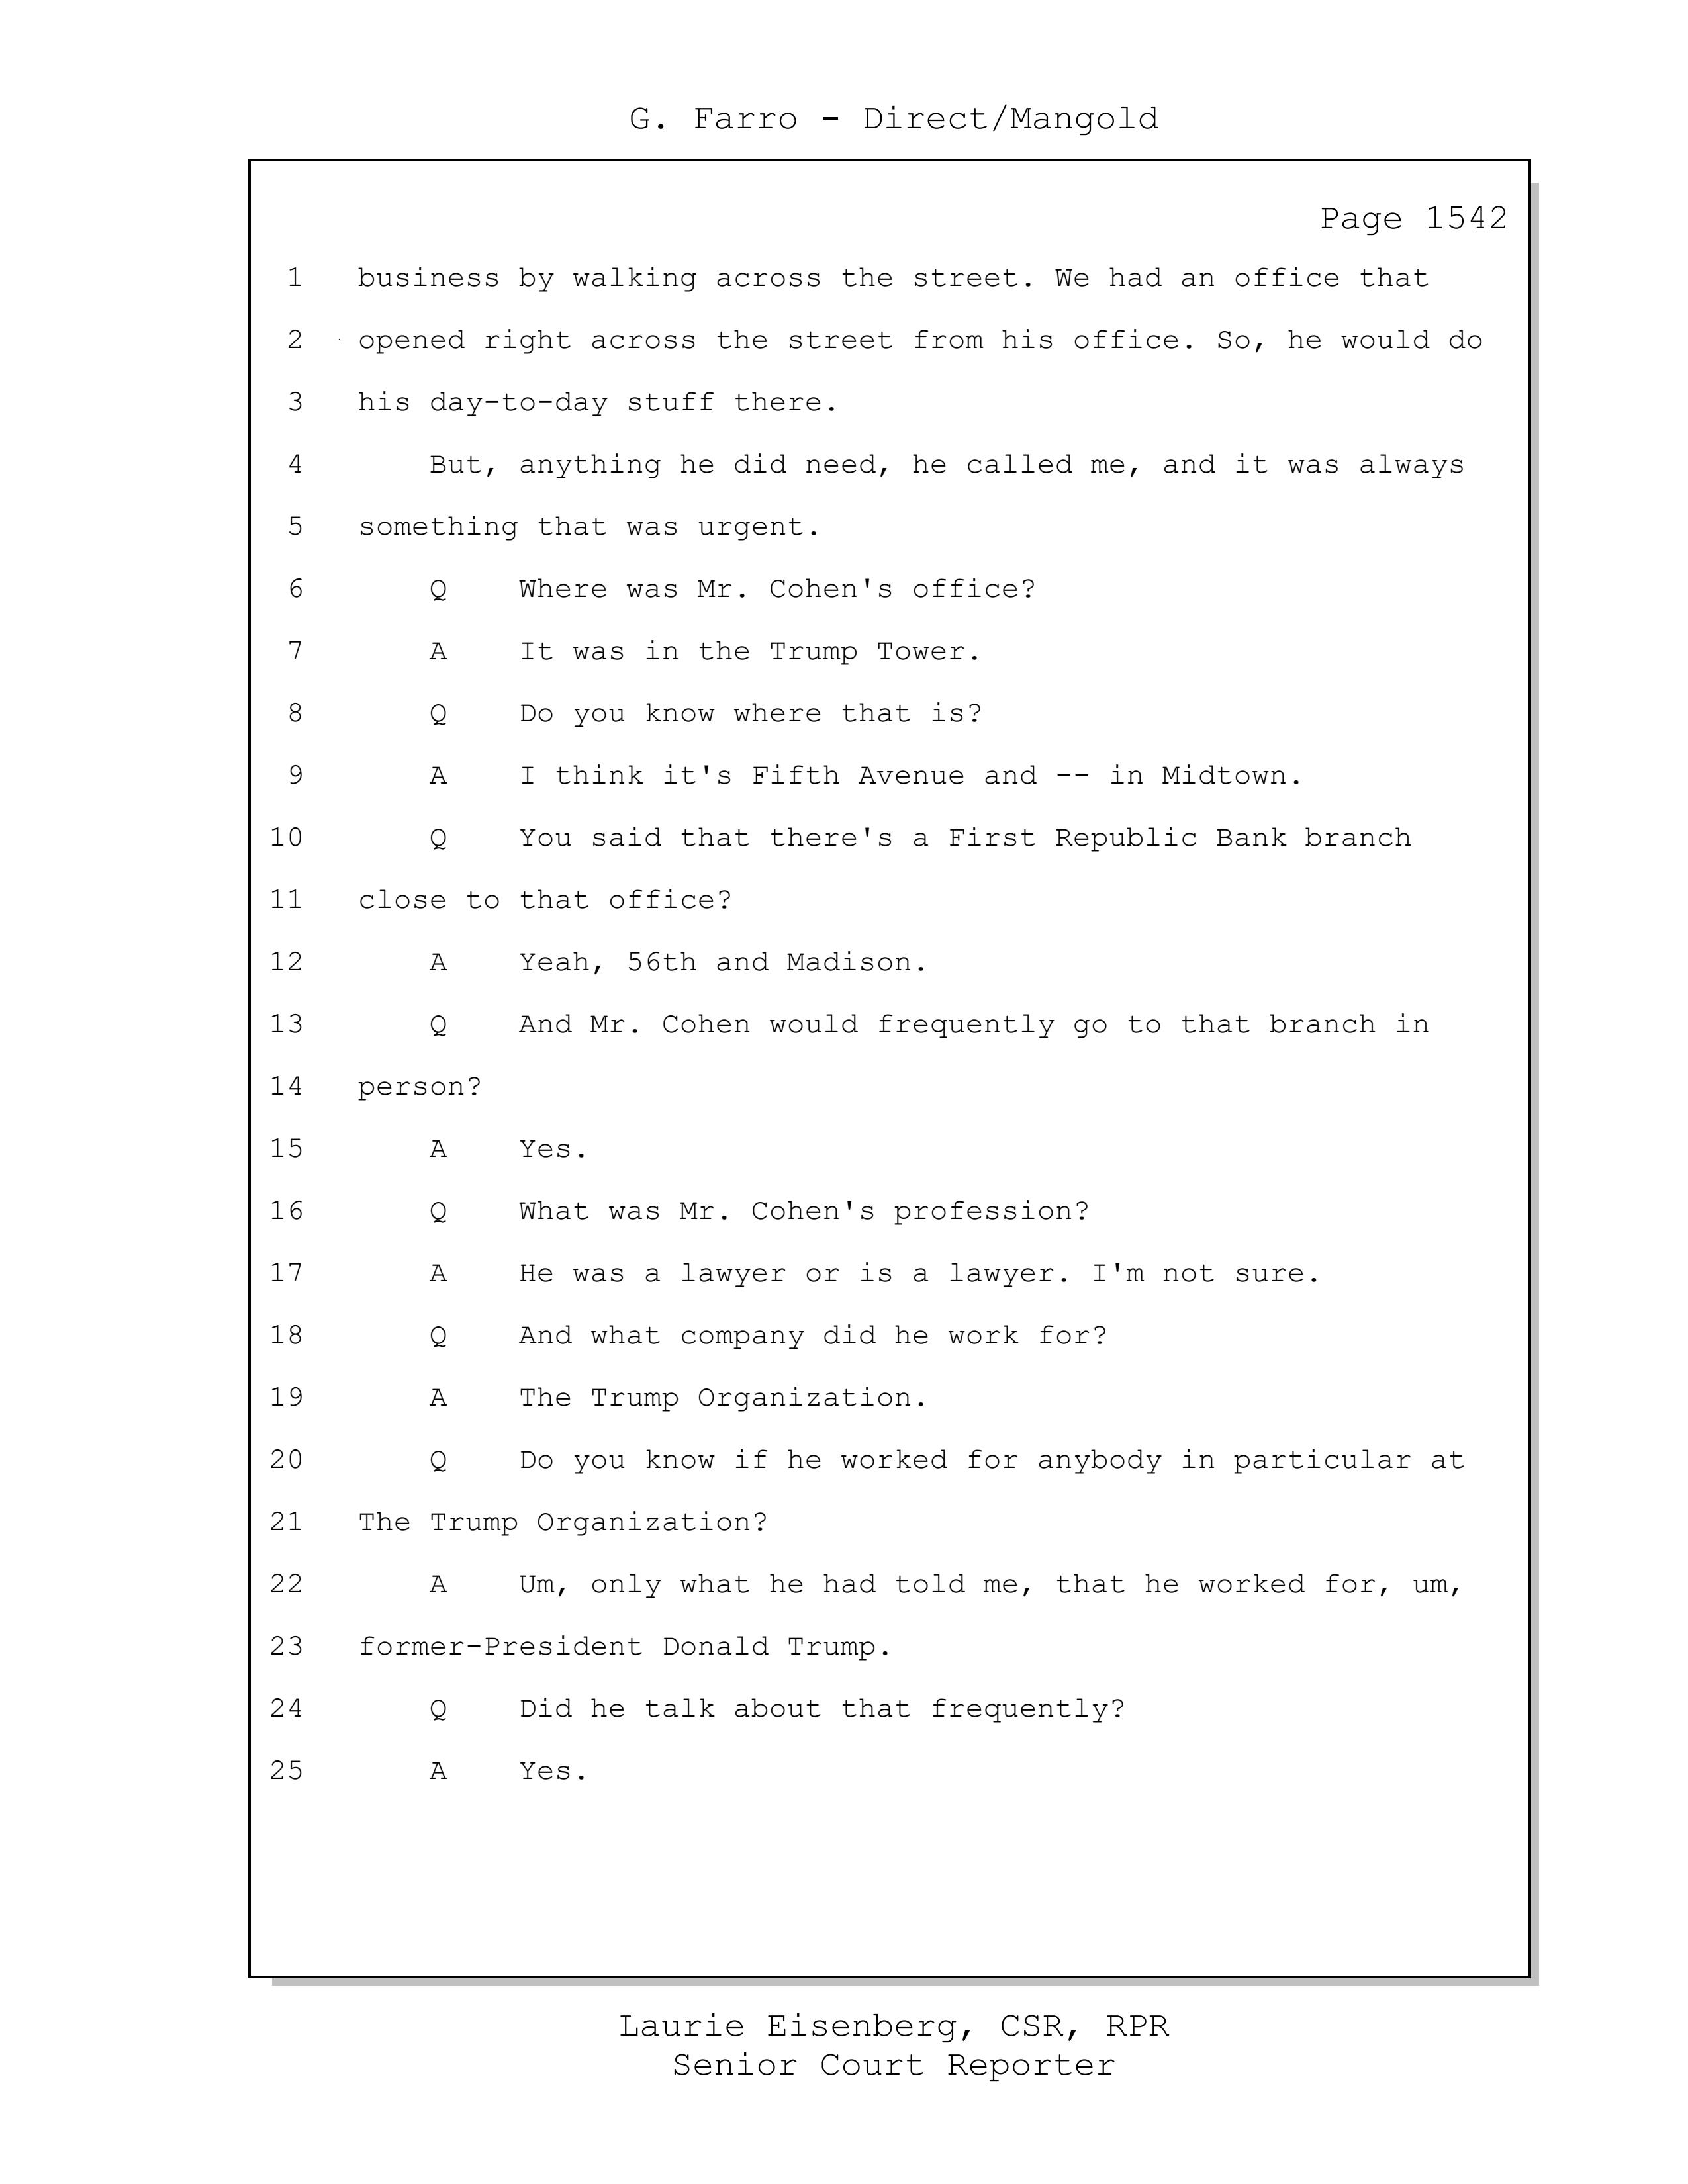 G. Farro - Direct/Mangold
Page 1542
1 business by walking across the street. We had an office that
2 opened right across the street from his office. So, he would do
3 his day-to-day stuff there.
4 But, anything he did need, he called me, and it was always
5 something that was urgent.
6 Q Where was Mr. Cohen's office?
7 A It was in the Trump Tower.
8 Q Do you know where that is?
9 A I think it's Fifth Avenue and -- in Midtown.
10 Q You said that there's a First Republic Bank branch
11 close to that office?
12 A Yeah, 56th and Madison.
13 Q And Mr. Cohen would frequently go to that branch in
14 person?
15 A Yes.
16 Q What was Mr. Cohen's profession?
17 A He was a lawyer or is a lawyer. I'm not sure.
18 Q And what company did he work for?
19 A The Trump Organization.
20 Q Do you know if he worked for anybody in particular at
21 The Trump Organization?
22 A Um, only what he had told me, that he worked for, um,
23 former-President Donald Trump.
24 Q Did he talk about that frequently?
25 A Yes.
Laurie Eisenberg, CSR, RPR
Senior Court Reporter